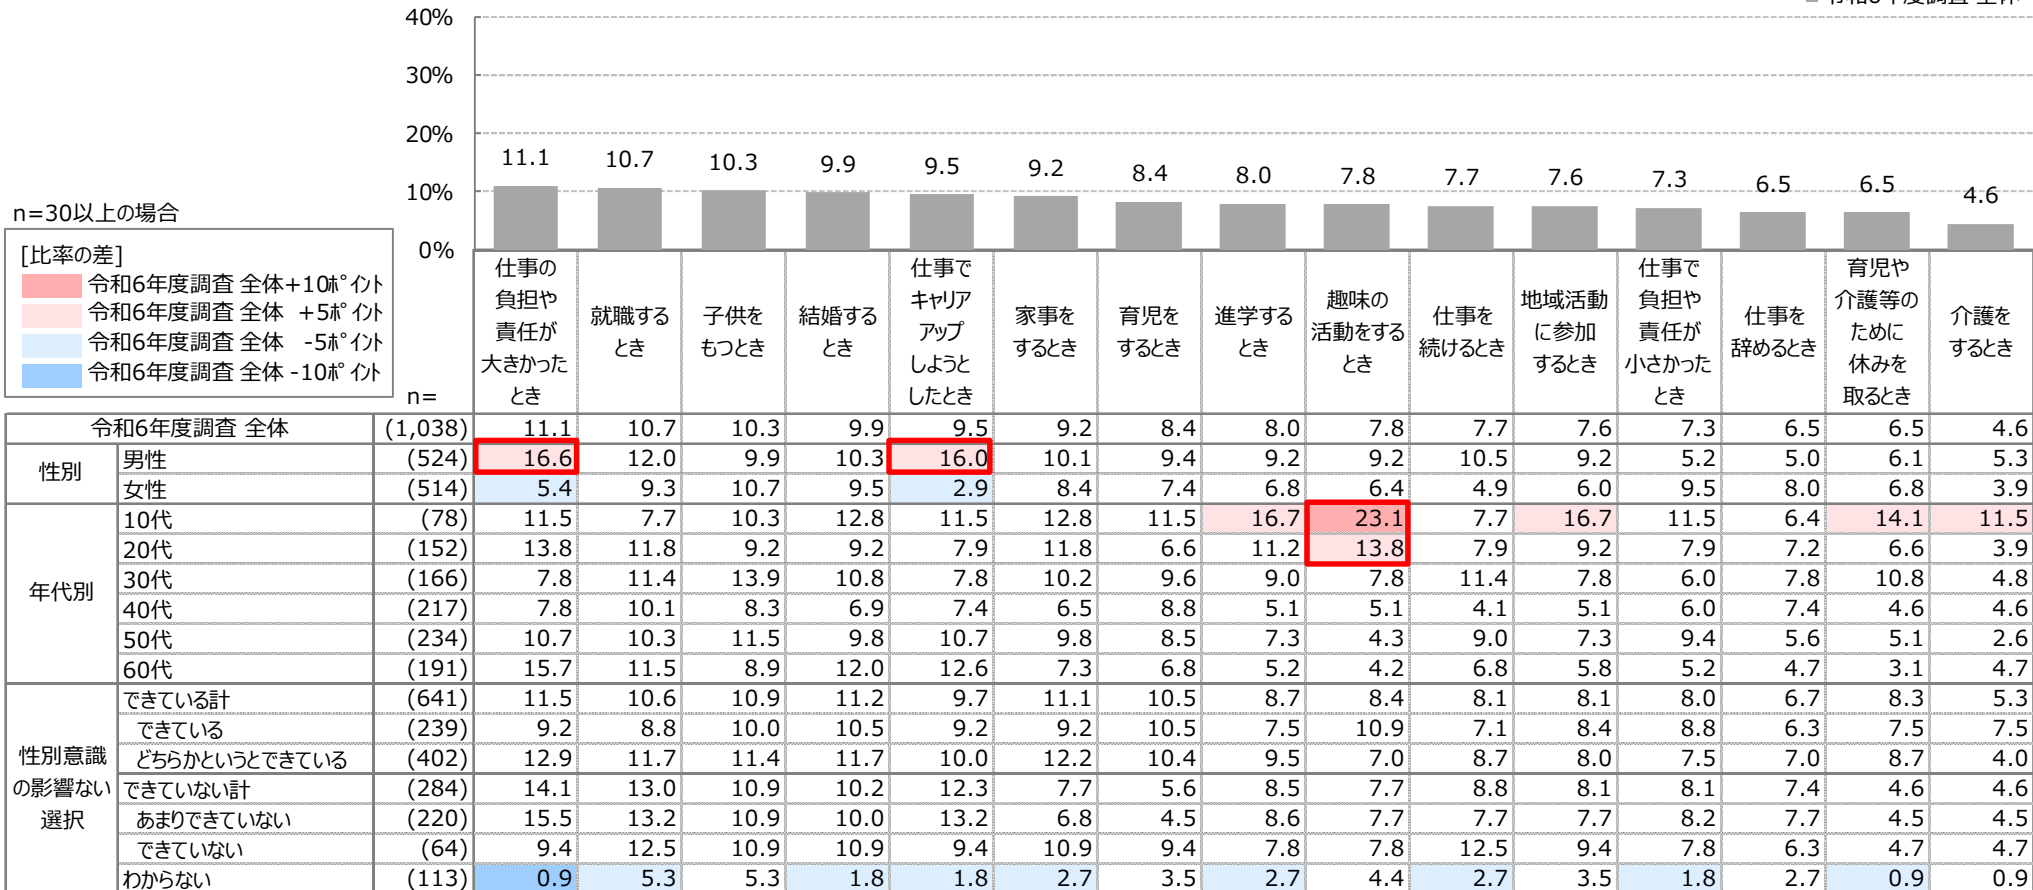 令和6年度調査 全体
40%
30%
20%
10%
0%
11.1 10.7 10.3 9.9 9.5 9.2 8.4 8.0 7.8 7.7 7.6 7.3 6.5 6.5 4.6
n=30以上の場合
[比率の差]
令和6年度調査 全体+10ポイント
令和6年度調査 全体 +5ポイント
令和6年度調査 全体 -5ポイント
令和6年度調査 全体 -10ポイント
n=
仕事の
負担や
責任が
大きかった
とき
就職する
とき
子供を
もつとき
結婚する
とき
仕事で
キャリア
アップ
しようと
したとき
家事を
するとき
育児を
するとき
進学する
とき
趣味の
活動をする
とき
仕事を
続けるとき
地域活動
に参加
するとき
仕事で
負担や
責任が
小さかった
とき
仕事を
辞めるとき
育児や
介護等の
ために
休みを
取るとき
介護を
するとき
令和6年度調査 全体 (1,038) 11.1 10.7 10.3 9.9 9.5 9.2 8.4 8.0 7.8 7.7 7.6 7.3 6.5 6.5 4.6
性別
男性 (524) 16.6 12.0 9.9 10.3 16.0 10.1 9.4 9.2 9.2 10.5 9.2 5.2 5.0 6.1 5.3
女性 (514) 5.4 9.3 10.7 9.5 2.9 8.4 7.4 6.8 6.4 4.9 6.0 9.5 8.0 6.8 3.9
年代別
10代 (78) 11.5 7.7 10.3 12.8 11.5 12.8 11.5 16.7 23.1 7.7 16.7 11.5 6.4 14.1 11.5
20代 (152) 13.8 11.8 9.2 9.2 7.9 11.8 6.6 11.2 13.8 7.9 9.2 7.9 7.2 6.6 3.9
30代 (166) 7.8 11.4 13.9 10.8 7.8 10.2 9.6 9.0 7.8 11.4 7.8 6.0 7.8 10.8 4.8
40代 (217) 7.8 10.1 8.3 6.9 7.4 6.5 8.8 5.1 5.1 4.1 5.1 6.0 7.4 4.6 4.6
50代 (234) 10.7 10.3 11.5 9.8 10.7 9.8 8.5 7.3 4.3 9.0 7.3 9.4 5.6 5.1 2.6
60代 (191) 15.7 11.5 8.9 12.0 12.6 7.3 6.8 5.2 4.2 6.8 5.8 5.2 4.7 3.1 4.7
性別意識
の影響ない
選択
できている計 (641) 11.5 10.6 10.9 11.2 9.7 11.1 10.5 8.7 8.4 8.1 8.1 8.0 6.7 8.3 5.3
できている (239) 9.2 8.8 10.0 10.5 9.2 9.2 10.5 7.5 10.9 7.1 8.4 8.8 6.3 7.5 7.5
どちらかというとできている (402) 12.9 11.7 11.4 11.7 10.0 12.2 10.4 9.5 7.0 8.7 8.0 7.5 7.0 8.7 4.0
できていない計 (284) 14.1 13.0 10.9 10.2 12.3 7.7 5.6 8.5 7.7 8.8 8.1 8.1 7.4 4.6 4.6
あまりできていない (220) 15.5 13.2 10.9 10.0 13.2 6.8 4.5 8.6 7.7 7.7 7.7 8.2 7.7 4.5 4.5
できていない (64) 9.4 12.5 10.9 10.9 9.4 10.9 9.4 7.8 7.8 12.5 9.4 7.8 6.3 4.7 4.7
わからない (113) 0.9 5.3 5.3 1.8 1.8 2.7 3.5 2.7 4.4 2.7 3.5 1.8 2.7 0.9 0.9